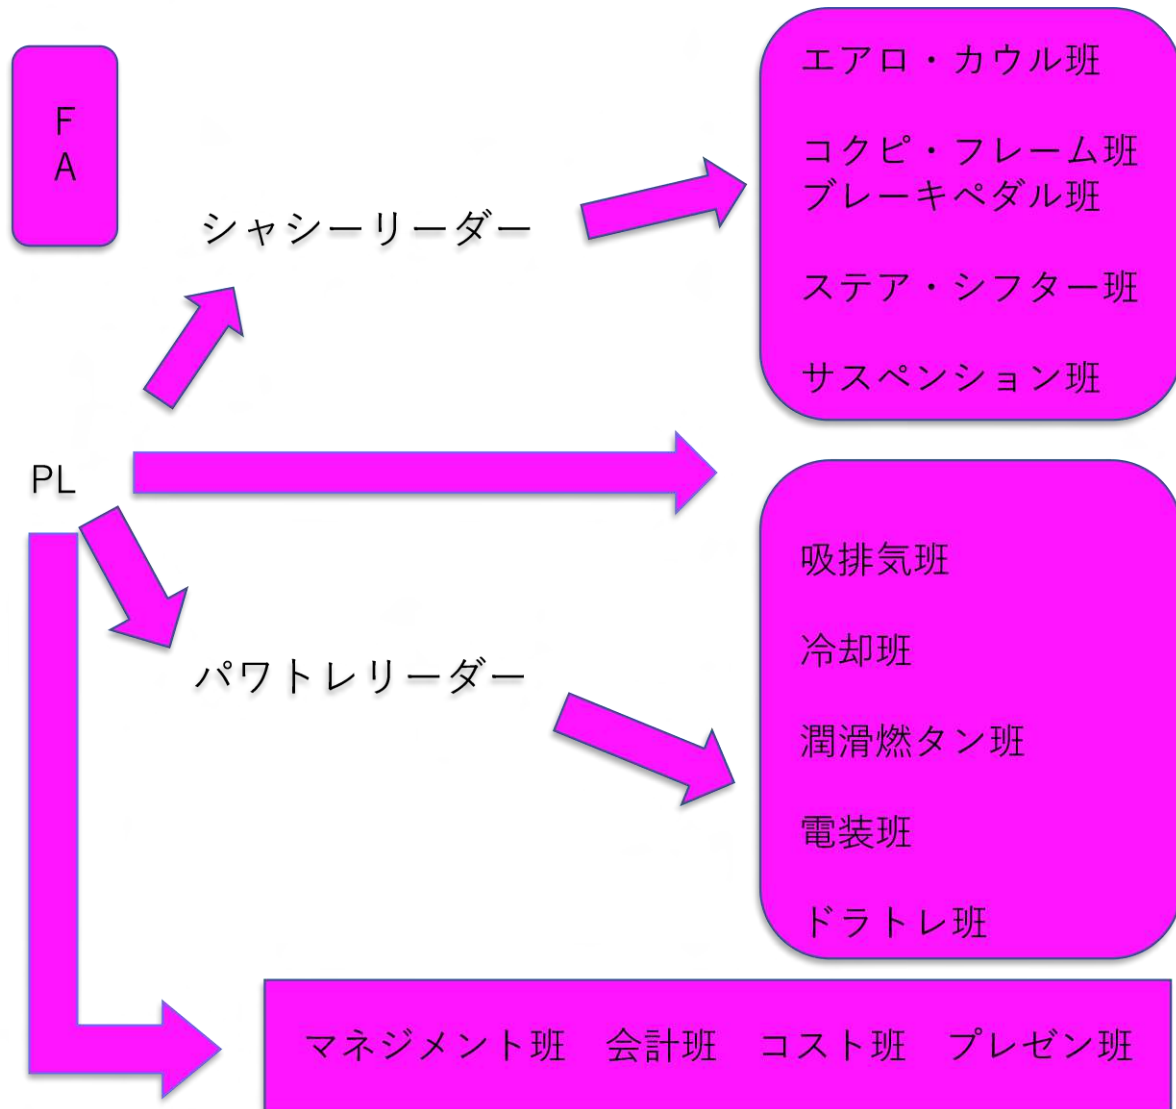 F
A
エアロ・カウル班
コクピ・フレーム班
ブレーキペダル班
シャシーリーダー
ステア・シフター班
サスペンション班
PL
吸排気班
冷却班
パワトレリーダー
潤滑燃タン班
電装班
ドラトレ班
マネジメント班　会計班　コスト班　プレゼン班